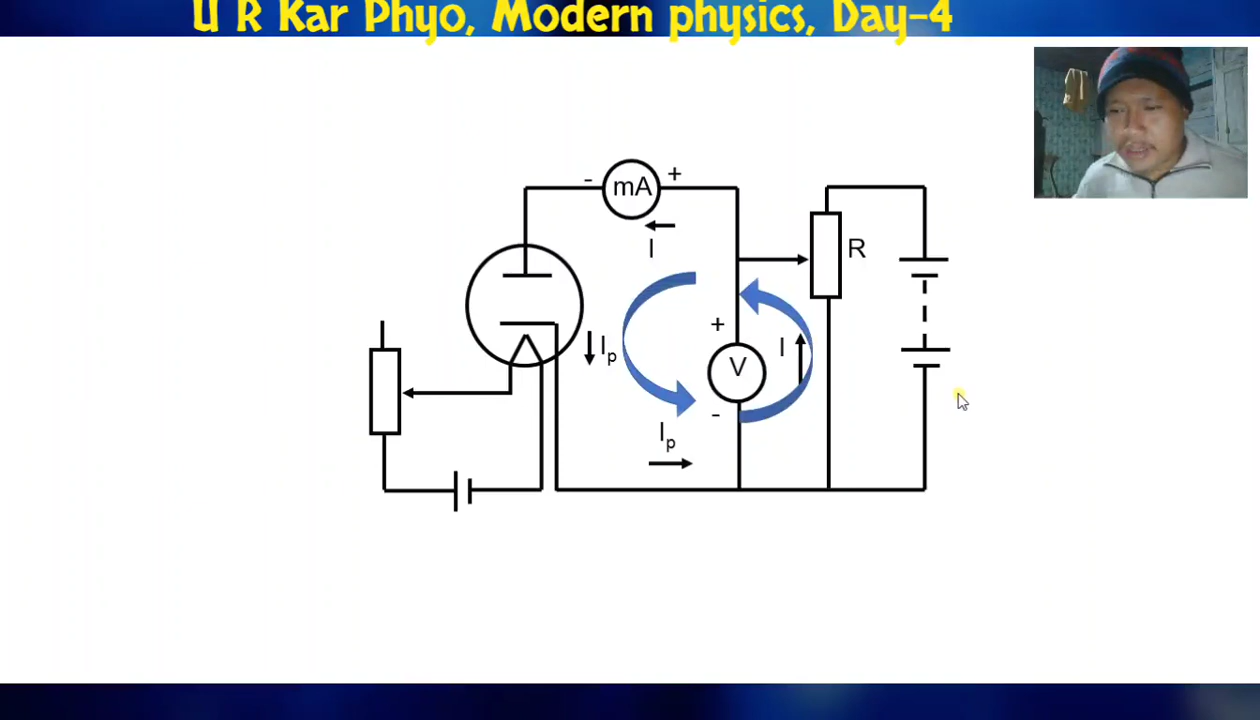 U R Kar Phyo, Modern physics, Day-4
- mA +
I
R
+
I
Ip
V
-
Ip